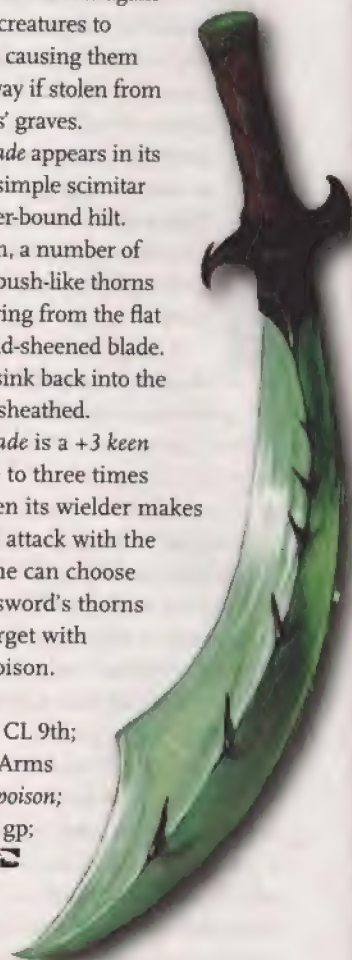 creatures to
causing them
way if stolen from
s' graves.
ade appears in its
simple scimitar
er-bound hilt.
n, a number of
bush-like thorns
ring from the flat
d-sheened blade.
sink back into the
sheathed.
ade is a +3 keen
to three times
en its wielder makes
attack with the
ne can choose
sword's thorns
rget with
oison.
CL 9th;
Arms
poison;
gp;